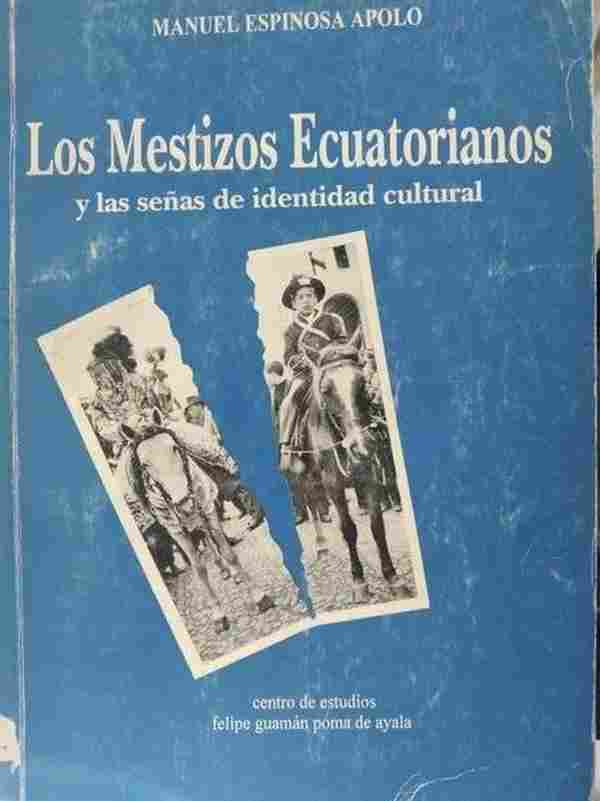 MANUEL ESPINOSA APOLO
Los Mestizos Ecuatorianos
y las señas de identidad cultural
centro de estudios
felipe guamán poma de ayala